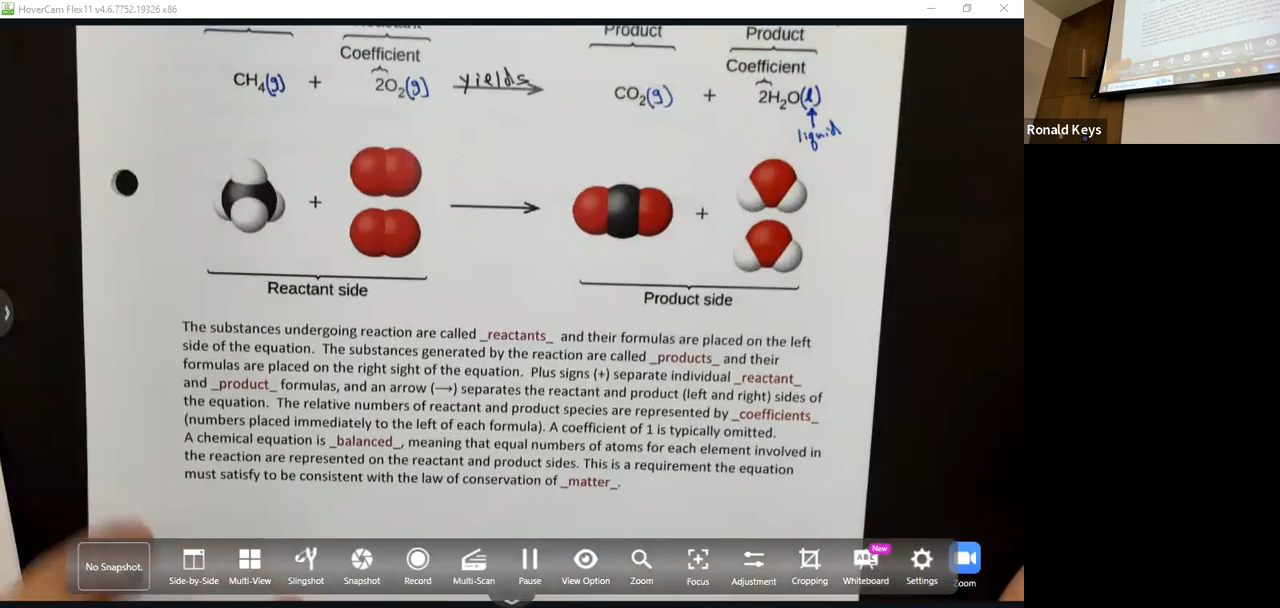 HoverCam Flex11 v4.6.7752.19326 x86
Product
Product
Coefficient
Coefficient
CH4(g) + 2O2(g) yields CO2(g) + 2H2O(l)
liquid
Ronald Keys
+
+
Reactant side
Product side
The substances undergoing reaction are called _reactants_ and their formulas are placed on the left
side of the equation. The substances generated by the reaction are called _products_ and their
formulas are placed on the right sight of the equation. Plus signs (+) separate individual _reactant_
and _product_ formulas, and an arrow (⟶) separates the reactant and product (left and right) sides of
the equation. The relative numbers of reactant and product species are represented by _coefficients_
(numbers placed immediately to the left of each formula). A coefficient of 1 is typically omitted.
A chemical equation is _balanced_, meaning that equal numbers of atoms for each element involved in
the reaction are represented on the reactant and product sides. This is a requirement the equation
must satisfy to be consistent with the law of conservation of _matter_.
No Snapshot.
Side-by-Side Multi-View Slingshot Snapshot Record Multi-Scan Pause View Option Zoom Focus Adjustment Cropping Whiteboard Settings Zoom
New
ABC